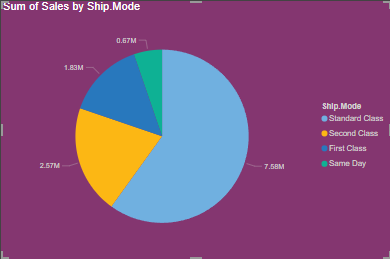 Sum of Sales by Ship.Mode
0.67M
1.83M
2.57M
7.58M
Ship.Mode
Standard Class
Second Class
First Class
Same Day